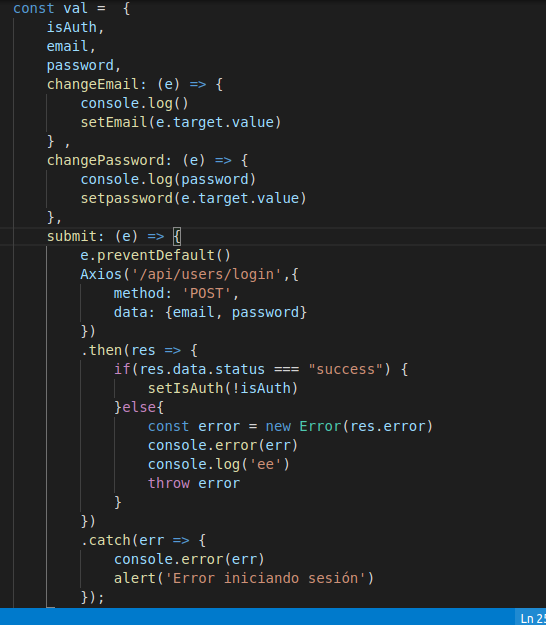 const val =  {
    isAuth,
    email,
    password,
    changeEmail: (e) => {
        console.log()
        setEmail(e.target.value)
    } ,
    changePassword: (e) => {
        console.log(password)
        setpassword(e.target.value)
    },
    submit: (e) => {
        e.preventDefault()
        Axios('/api/users/login',{
            method: 'POST',
            data: {email, password}
        })
        .then(res => {
            if(res.data.status === "success") {
                setIsAuth(!isAuth)
            }else{
                const error = new Error(res.error)
                console.error(err)
                console.log('ee')
                throw error
            }
        })
        .catch(err => {
            console.error(err)
            alert('Error iniciando sesión')
        });
Ln